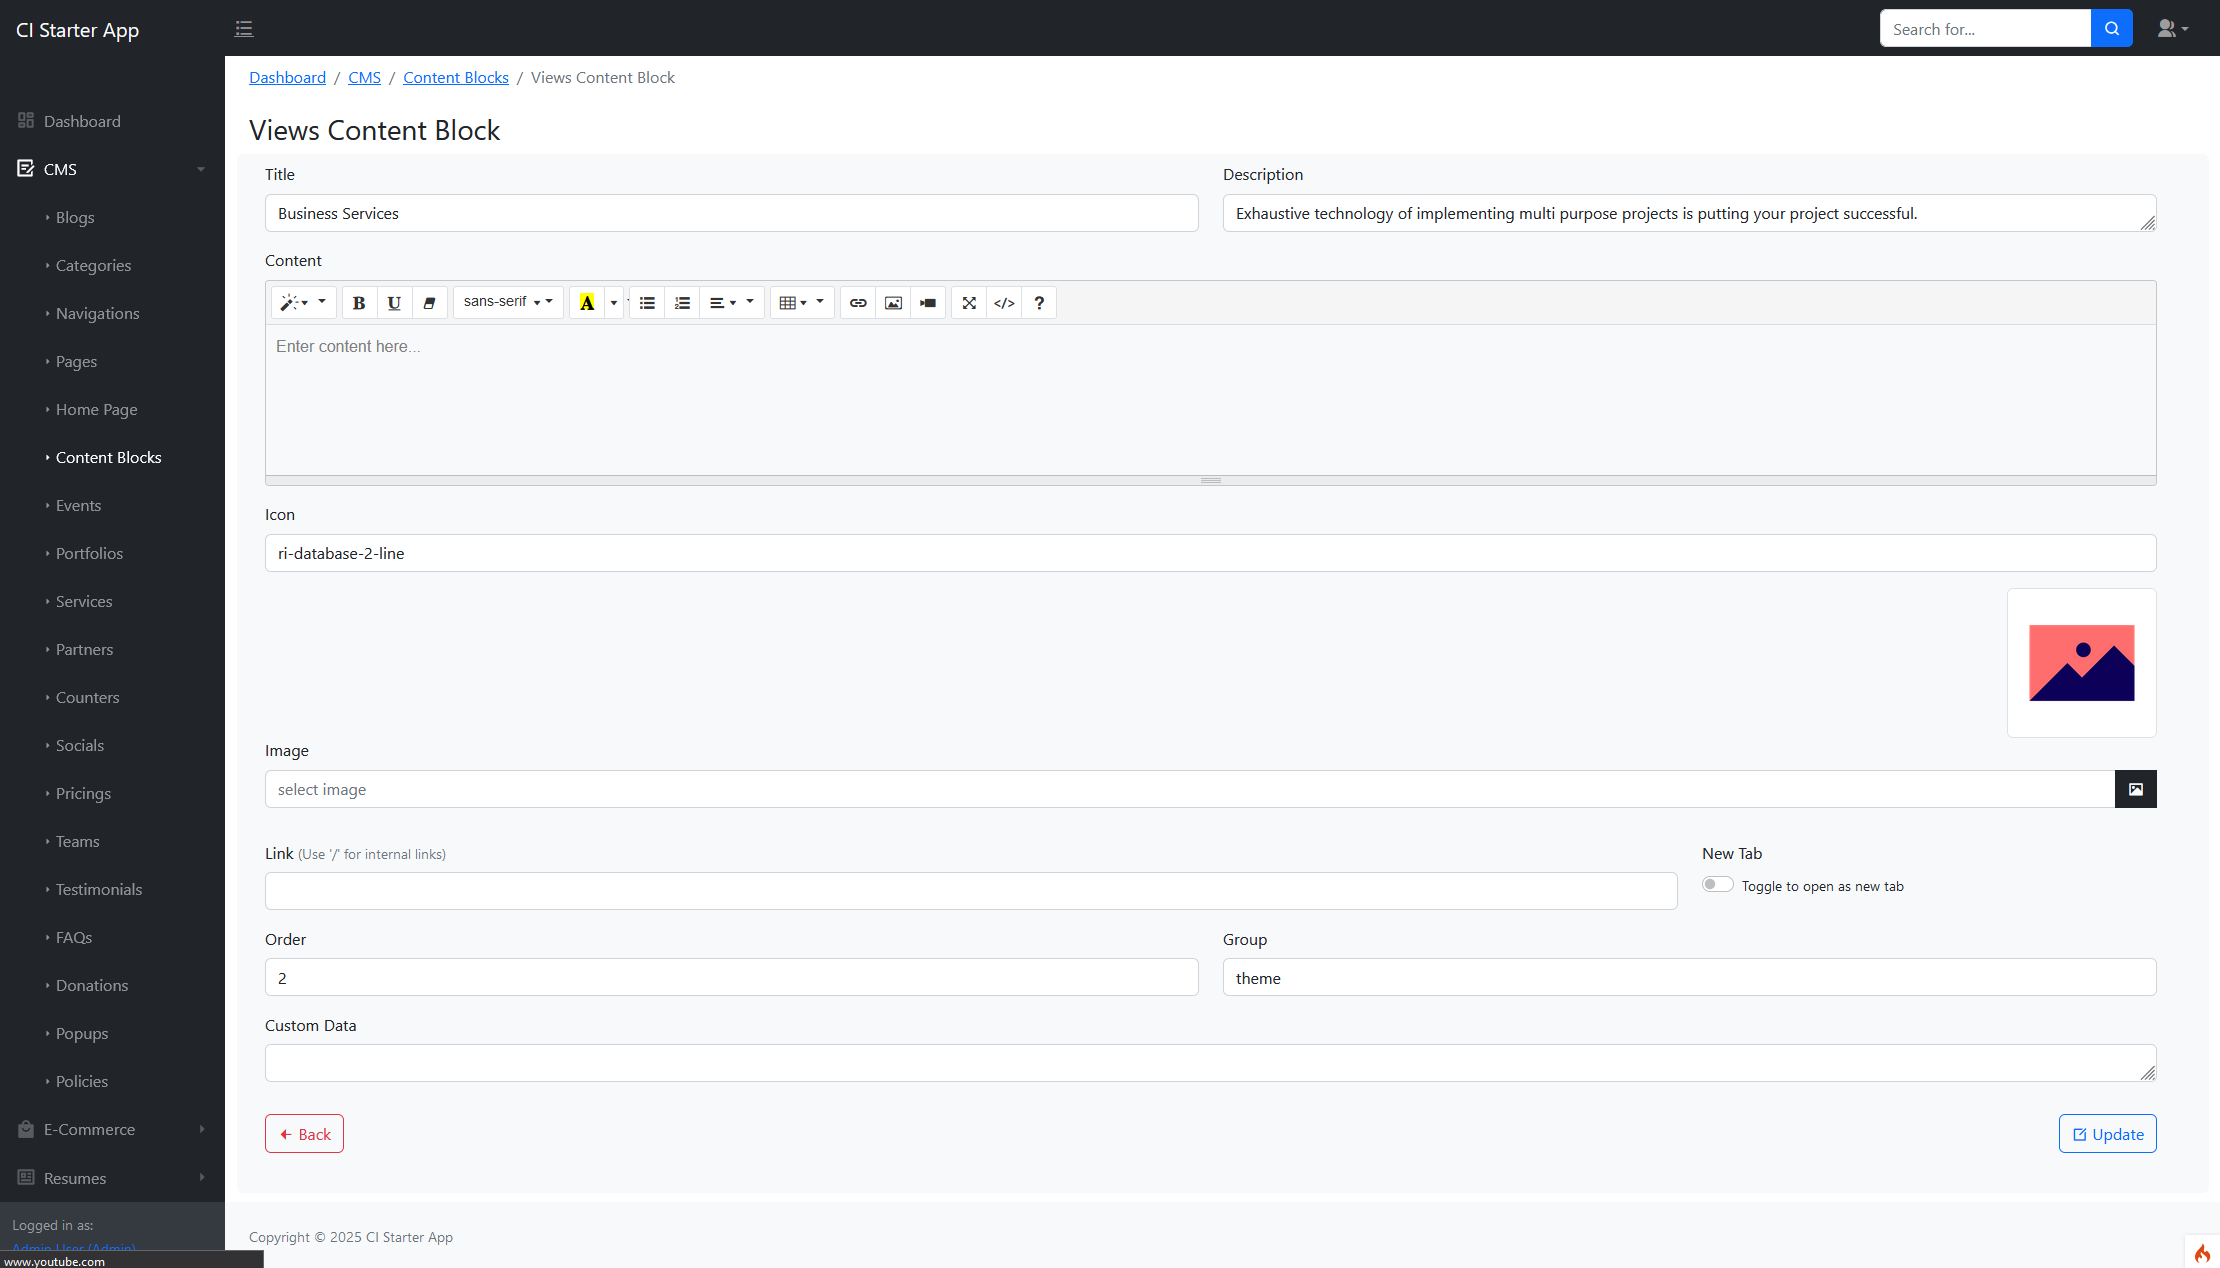 CI Starter App
Search for...
Dashboard / CMS / Content Blocks / Views Content Block
Dashboard
CMS
Blogs
Categories
Navigations
Pages
Home Page
Content Blocks
Events
Portfolios
Services
Partners
Counters
Socials
Pricings
Teams
Testimonials
FAQs
Donations
Popups
Policies
E-Commerce
Resumes
Logged in as:
Admin User (Admin)
www.youtube.com
Views Content Block
Title
Business Services
Description
Exhaustive technology of implementing multi purpose projects is putting your project successful.
Content
B U sans-serif A </> ?
Enter content here...
Icon
ri-database-2-line
Image
select image
Link (Use '/' for internal links)
New Tab
Toggle to open as new tab
Order
2
Group
theme
Custom Data
Back
Update
Copyright © 2025 CI Starter App